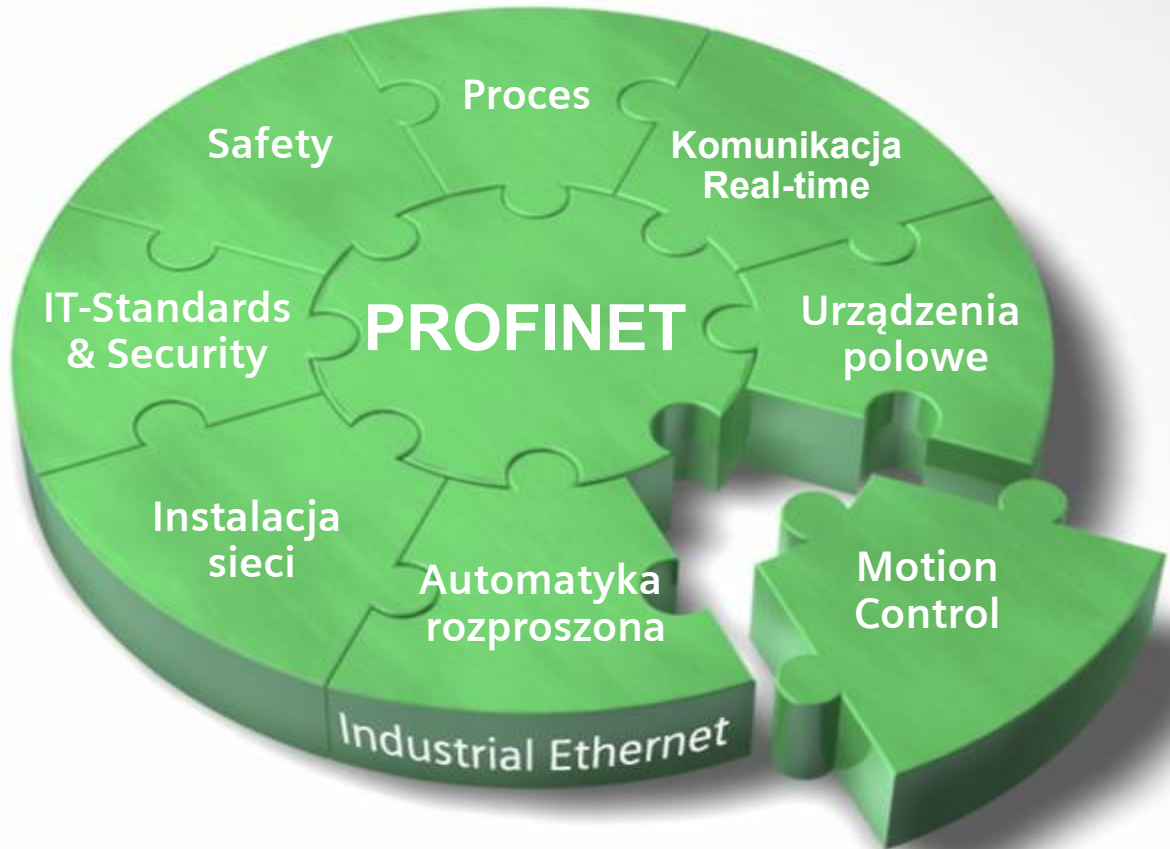 Proces
Safety
Komunikacja
Real-time
IT-Standards
& Security
PROFINET
Urządzenia
polowe
Instalacja
sieci
Automatyka
rozproszona
Motion
Control
Industrial Ethernet